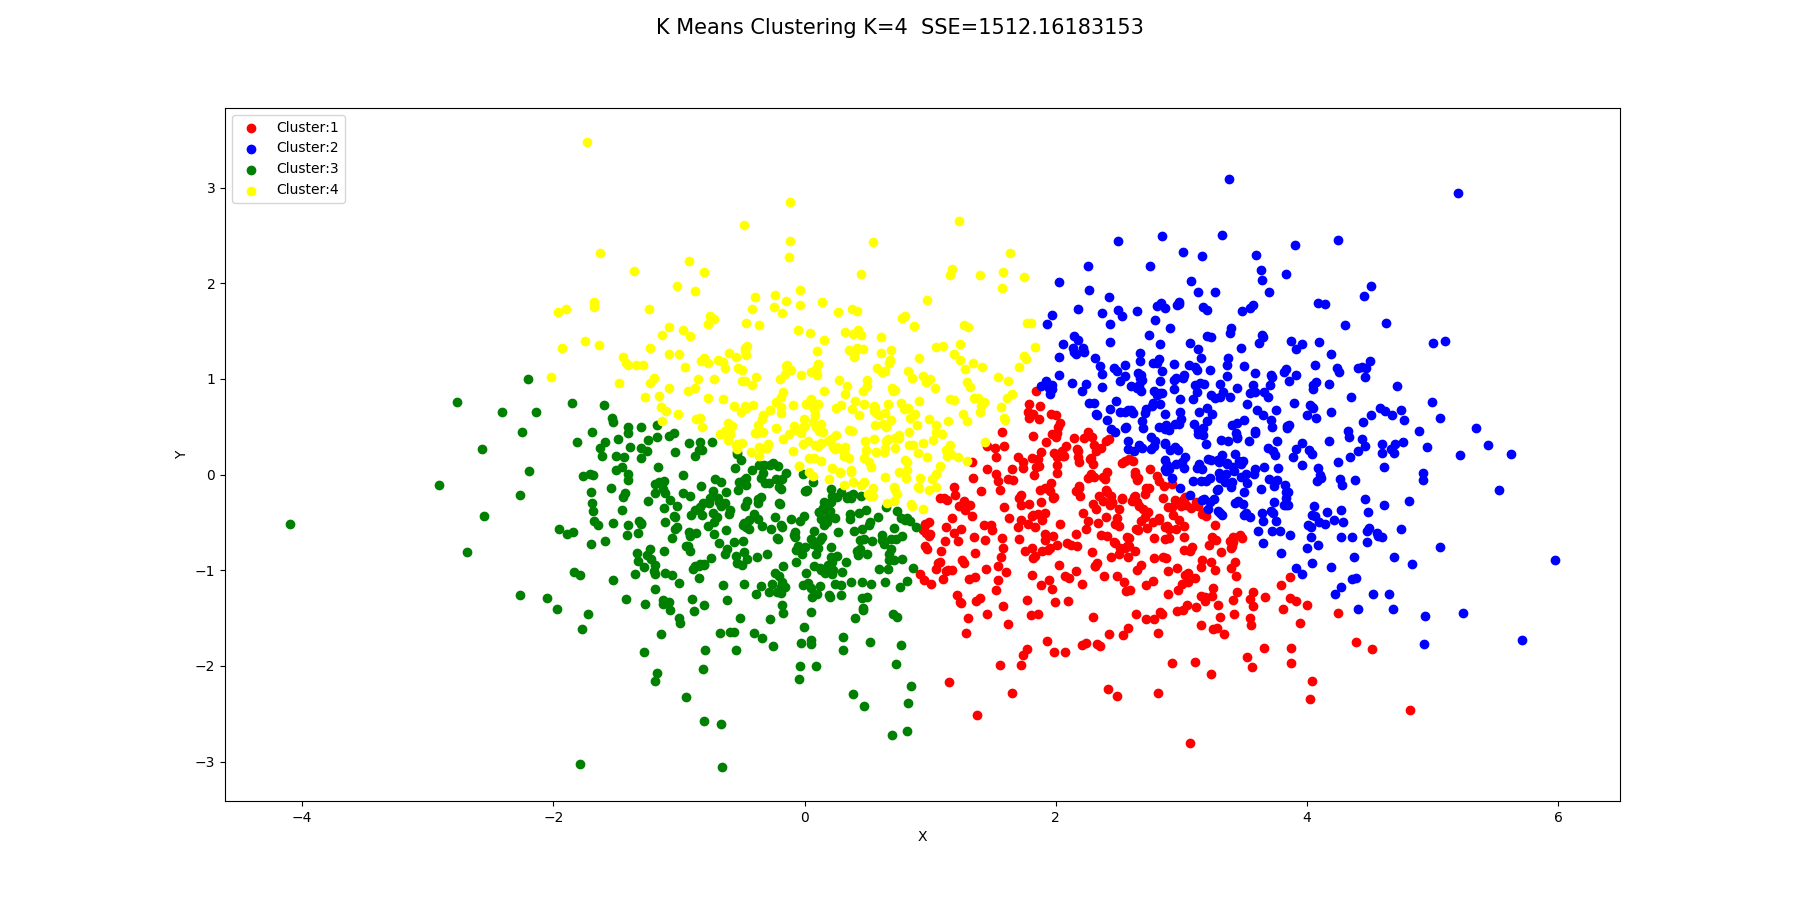 K Means Clustering K=4  SSE=1512.16183153
Cluster:1
Cluster:2
Cluster:3
Cluster:4
3
2
1
0
−1
−2
−3
Y
−4 −2 0 2 4 6
X